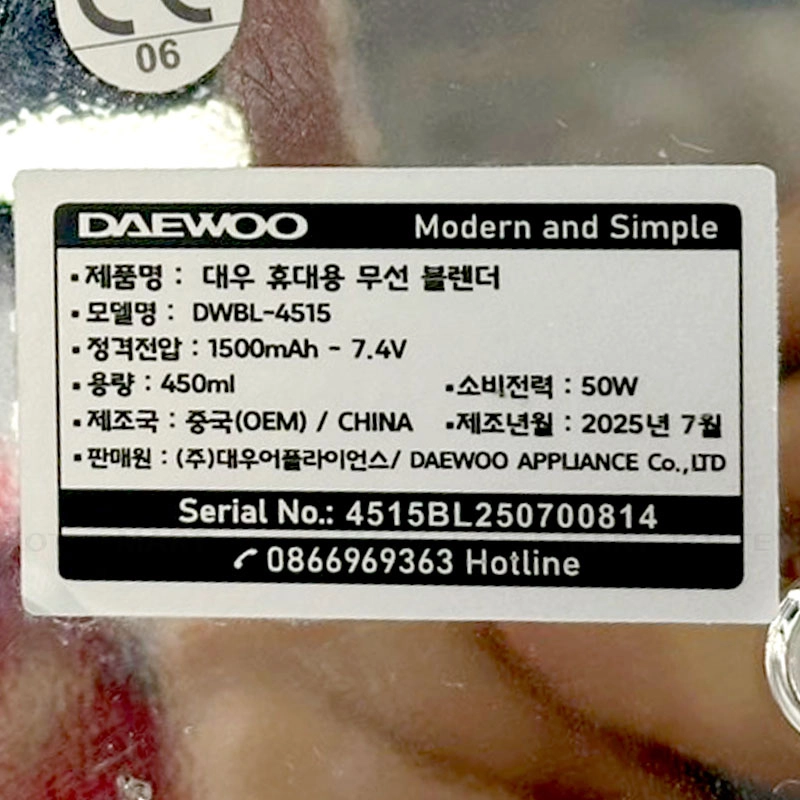 CE
06
DAEWOO Modern and Simple
▪제품명 : 대우 휴대용 무선 블렌더
▪모델명 : DWBL-4515
▪정격전압 : 1500mAh - 7.4V
▪용량 : 450ml ▪소비전력 : 50W
▪제조국 : 중국(OEM) / CHINA ▪제조년월 : 2025년 7월
▪판매원 : (주)대우어플라이언스/ DAEWOO APPLIANCE Co.,LTD
Serial No.: 4515BL250700814
0866969363 Hotline